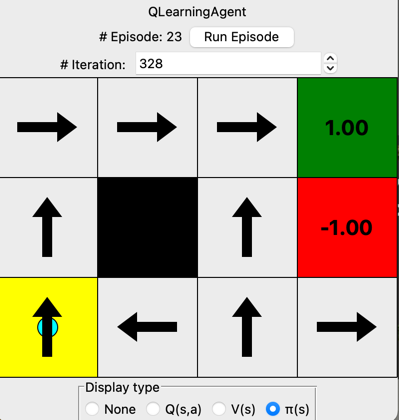 QLearningAgent
# Episode: 23 Run Episode
# Iteration: 328
1.00
-1.00
Display type
None Q(s,a) V(s) π(s)